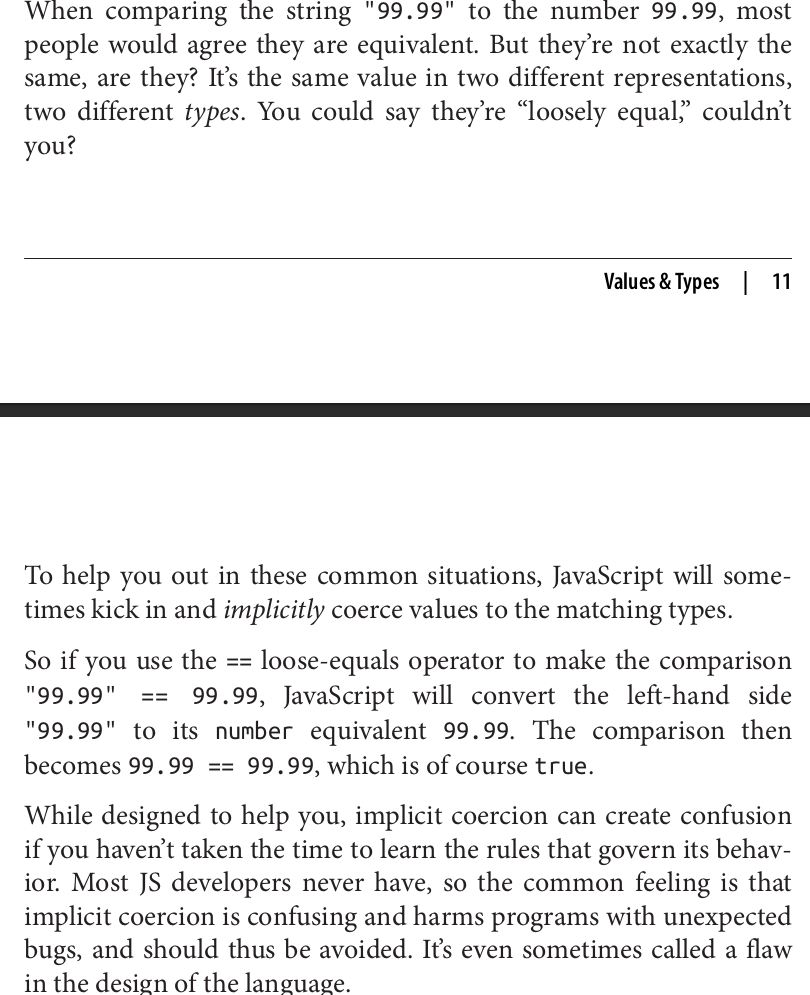 When comparing the string "99.99" to the number 99.99, most
people would agree they are equivalent. But they’re not exactly the
same, are they? It’s the same value in two different representations,
two different types. You could say they’re “loosely equal,” couldn’t
you?
Values & Types | 11
To help you out in these common situations, JavaScript will some-
times kick in and implicitly coerce values to the matching types.
So if you use the == loose-equals operator to make the comparison
"99.99" == 99.99, JavaScript will convert the left-hand side
"99.99" to its number equivalent 99.99. The comparison then
becomes 99.99 == 99.99, which is of course true.
While designed to help you, implicit coercion can create confusion
if you haven’t taken the time to learn the rules that govern its behav-
ior. Most JS developers never have, so the common feeling is that
implicit coercion is confusing and harms programs with unexpected
bugs, and should thus be avoided. It’s even sometimes called a flaw
in the design of the language.